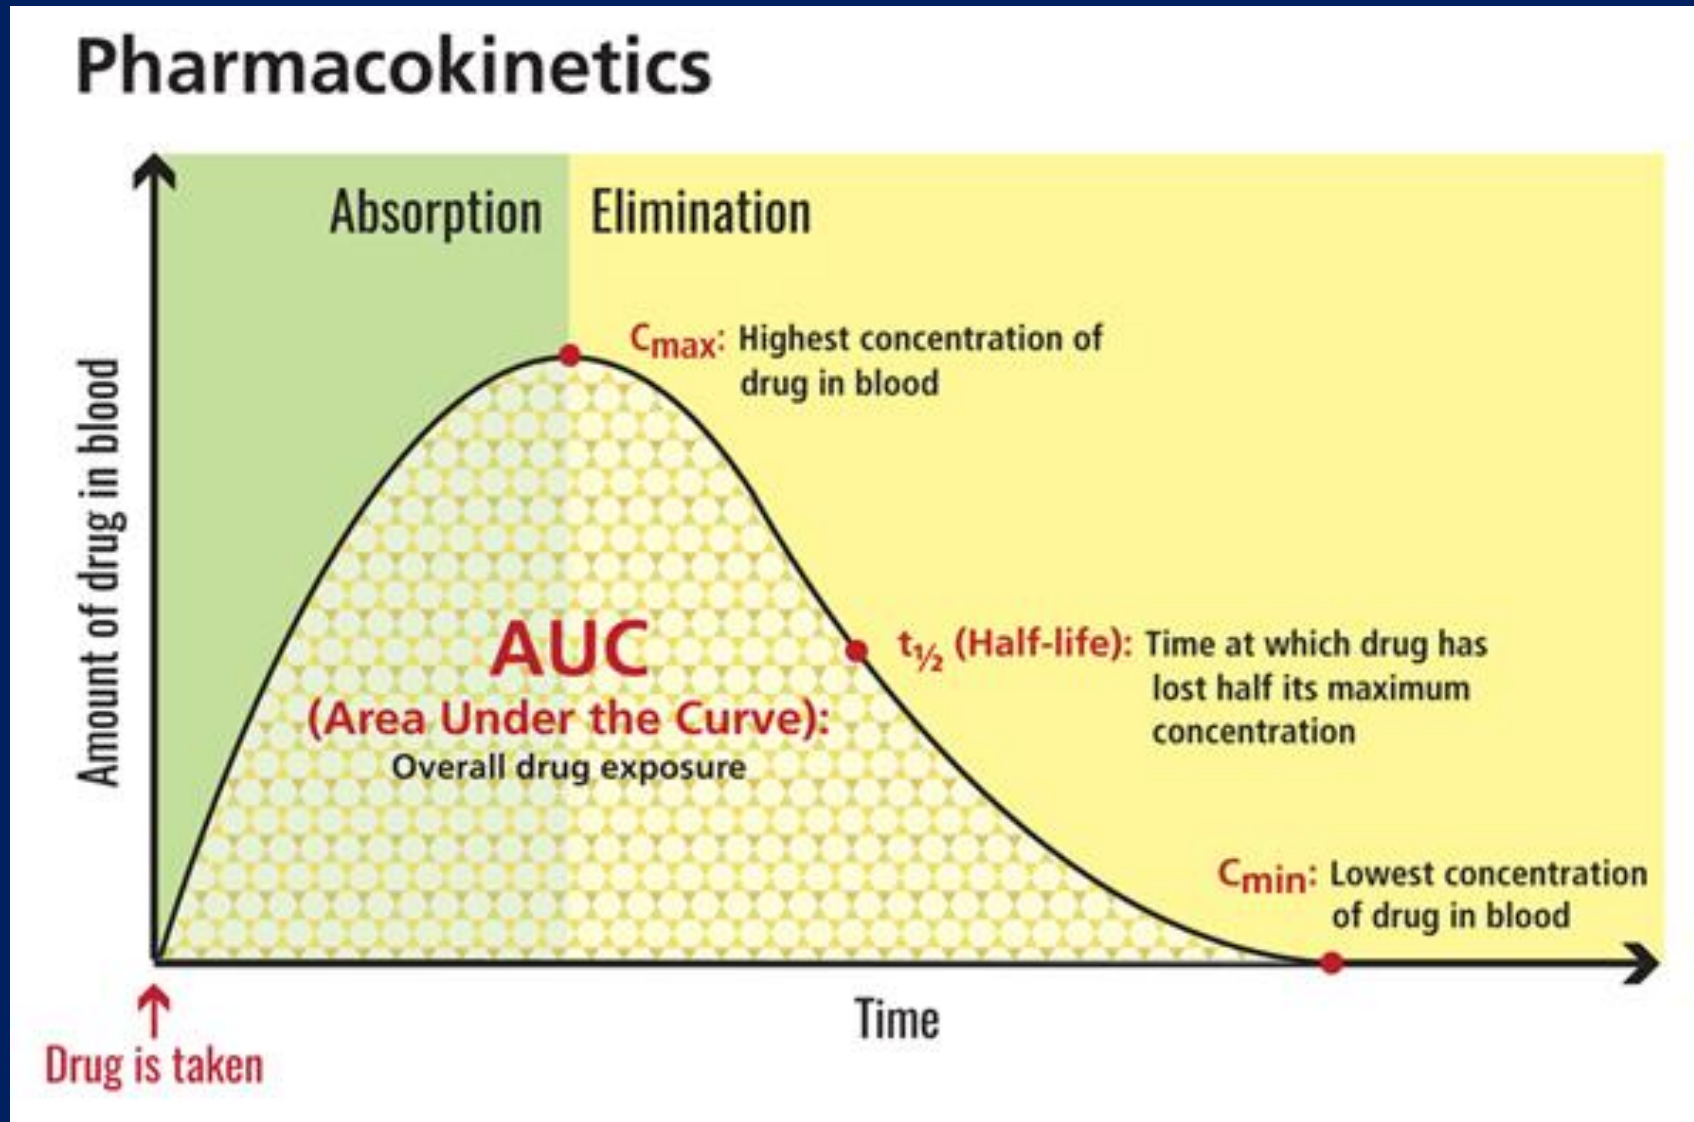 Pharmacokinetics
Absorption
Elimination
Cmax: Highest concentration of
drug in blood
Amount of drug in blood
AUC
(Area Under the Curve):
Overall drug exposure
t½ (Half-life): Time at which drug has
lost half its maximum
concentration
Cmin: Lowest concentration
of drug in blood
Time
Drug is taken